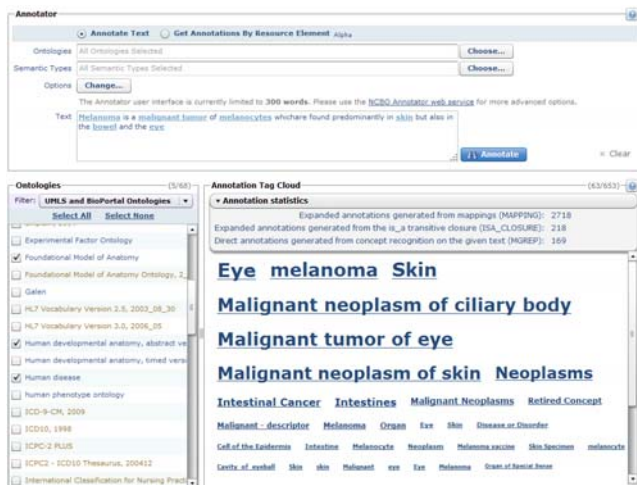 Annotator
Annotate Text Get Annotations By Resource Element Alpha
Ontologies All Ontologies Selected Choose...
Semantic Types All Semantic Types Selected Choose...
Options Change...
The Annotator user interface is currently limited to 300 words. Please use the NCBO Annotator web service for more advanced options.
Text Melanoma is a malignant tumor of melanocytes whichare found predominantly in skin but also in
the bowel and the eye
Annotate Clear
Ontologies (5/68)
Filter: UMLS and BioPortal Ontologies
Select All Select None
Experimental Factor Ontology
Foundational Model of Anatomy
Foundational Model of Anatomy Ontology, 2_
Galen
HL7 Vocabulary Version 2.5, 2003_08_30
HL7 Vocabulary Version 3.0, 2006_05
Human developmental anatomy, abstract ve
Human developmental anatomy, timed versi
Human disease
human phenotype ontology
ICD-9-CM, 2009
ICD10, 1998
ICPC-2 PLUS
ICPC2 - ICD10 Thesaurus, 200412
International Classification for Nursing Pract
Annotation Tag Cloud (63/653)
Annotation statistics
Expanded annotations generated from mappings (MAPPING): 2718
Expanded annotations generated from the is_a transitive closure (ISA_CLOSURE): 218
Direct annotations generated from concept recognition on the given text (MGREP): 169
Eye melanoma Skin
Malignant neoplasm of ciliary body
Malignant tumor of eye
Malignant neoplasm of skin Neoplasms
Intestinal Cancer Intestines Malignant Neoplasms Retired Concept
Malignant - descriptor Melanoma Organ Eye Skin Disease or Disorder
Cell of the Epidermis Intestine Melanocyte Neoplasm Melanoma vaccine Skin Specimen melanocyte
Cavity of eyeball Skin skin Malignant eye Eye Melanoma Organ of Special Sense